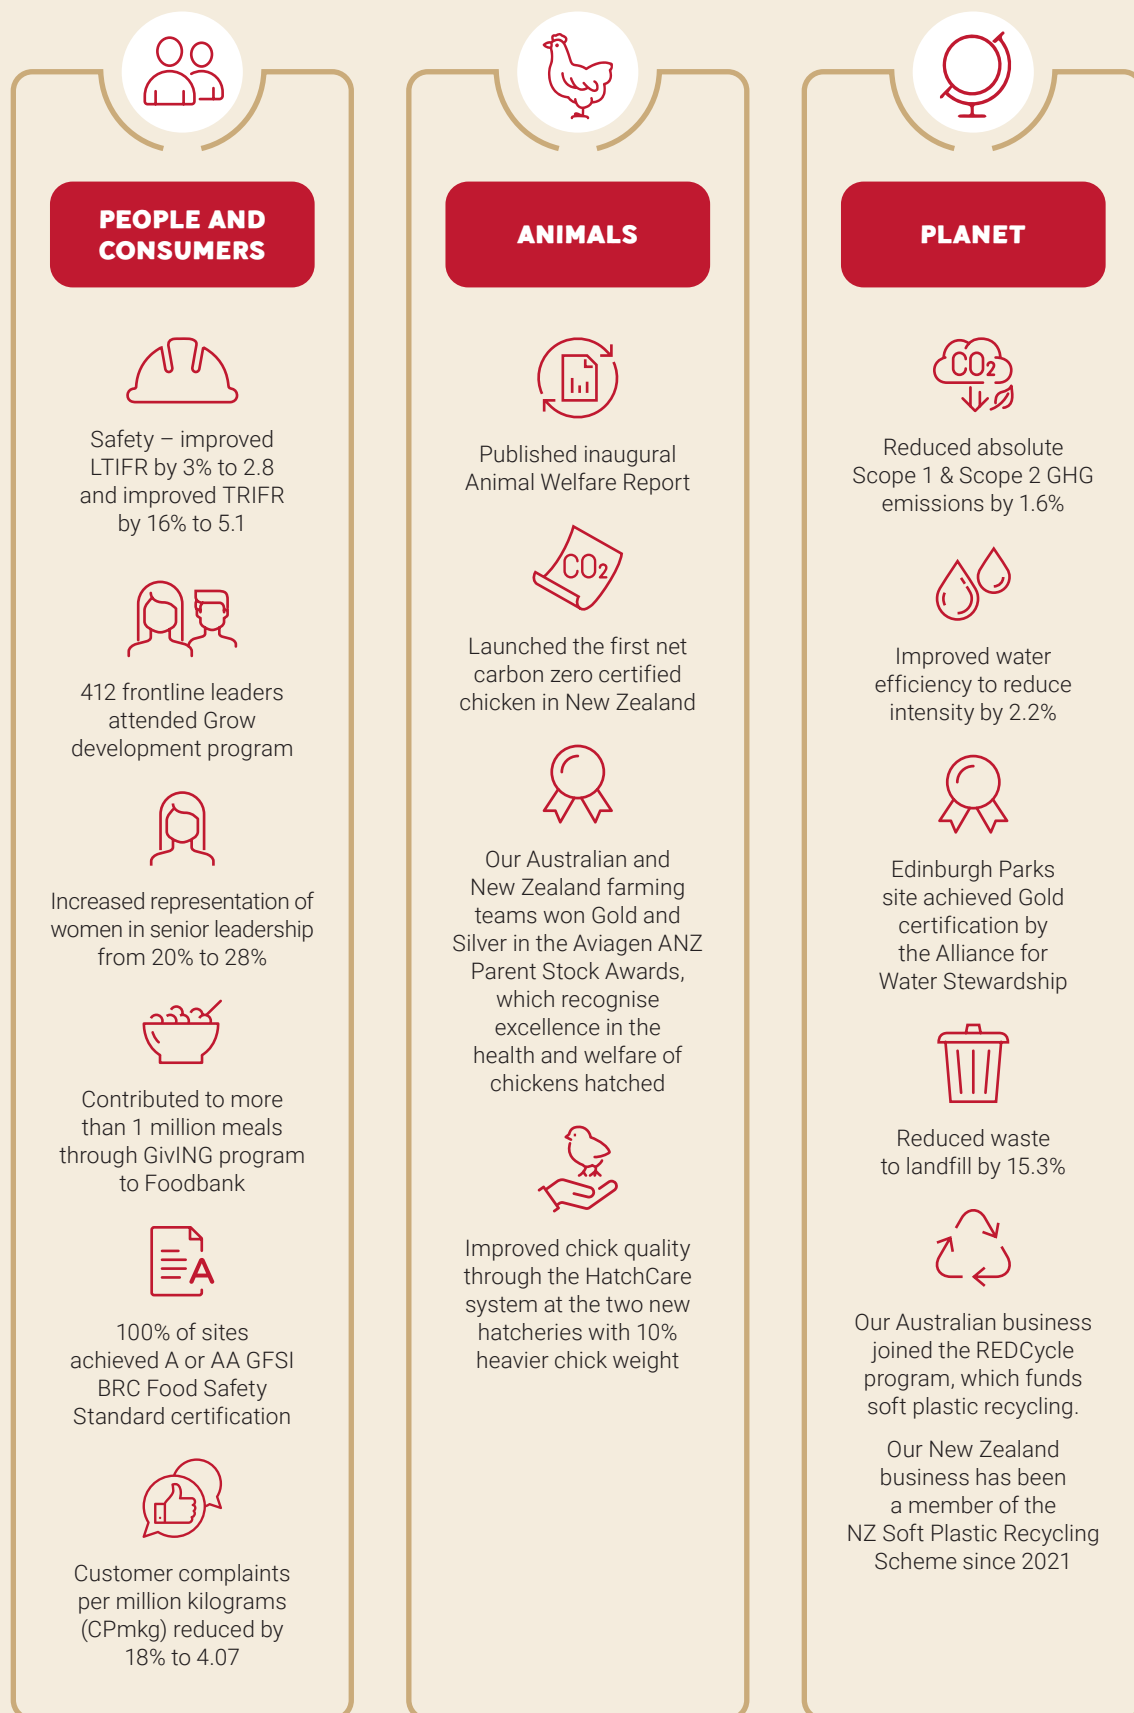 PEOPLE AND
CONSUMERS
Safety – improved
LTIFR by 3% to 2.8
and improved TRIFR
by 16% to 5.1
412 frontline leaders
attended Grow
development program
Increased representation of
women in senior leadership
from 20% to 28%
Contributed to more
than 1 million meals
through GivING program
to Foodbank
A
100% of sites
achieved A or AA GFSI
BRC Food Safety
Standard certification
Customer complaints
per million kilograms
(CPmkg) reduced by
18% to 4.07
ANIMALS
Published inaugural
Animal Welfare Report
CO2
Launched the first net
carbon zero certified
chicken in New Zealand
Our Australian and
New Zealand farming
teams won Gold and
Silver in the Aviagen ANZ
Parent Stock Awards,
which recognise
excellence in the
health and welfare of
chickens hatched
Improved chick quality
through the HatchCare
system at the two new
hatcheries with 10%
heavier chick weight
PLANET
CO2
Reduced absolute
Scope 1 & Scope 2 GHG
emissions by 1.6%
Improved water
efficiency to reduce
intensity by 2.2%
Edinburgh Parks
site achieved Gold
certification by
the Alliance for
Water Stewardship
Reduced waste
to landfill by 15.3%
Our Australian business
joined the REDCycle
program, which funds
soft plastic recycling.
Our New Zealand
business has been
a member of the
NZ Soft Plastic Recycling
Scheme since 2021